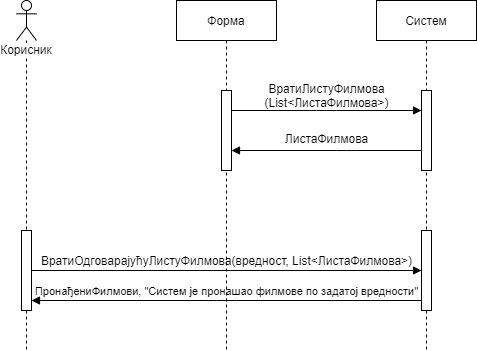 Корисник
Форма
Систем
ВратиЛистуФилмова
(List<ЛистаФилмова>)
ЛистаФилмова
ВратиОдговарајућуЛистуФилмова(вредност, List<ЛистаФилмова>)
ПронађениФилмови, "Систем је пронашао филмове по задатој вредности"